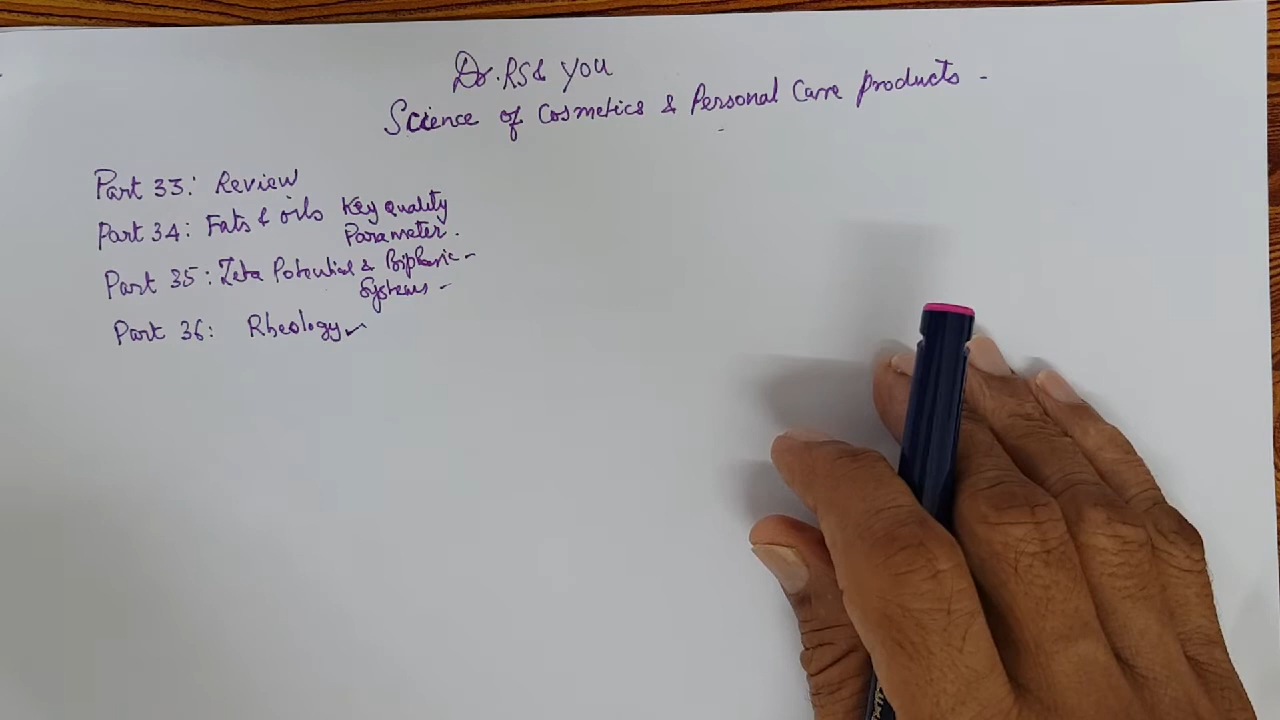 Dr. RS & YOU
Science of Cosmetics & Personal Care Products -
Part 33: Review
Part 34: Fats & oils Key quality
Parameter.
Part 35: Zeta Potential & Biphasic -
Systems -
Part 36: Rheology ✓